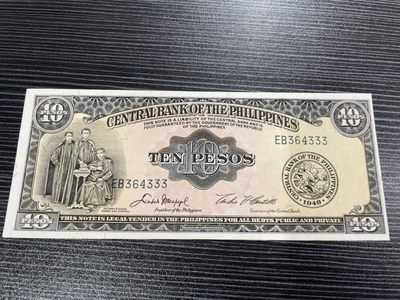 10
10
CENTRAL BANK OF THE PHILIPPINES
THIS NOTE IS A LIABILITY OF THE CENTRAL BANK AND IS
FULLY GUARANTEED BY THE GOVERNMENT OF THE REPUBLIC
OF THE PHILIPPINES
EB364333
TEN 10 PESOS
CENTRAL BANK OF THE PHILIPPINES
1949
EB364333
President of the Philippines
Governor of the Central Bank
10
PESOS
THIS NOTE IS LEGAL TENDER IN THE PHILIPPINES FOR ALL DEBTS, PUBLIC AND PRIVATE
10
PESOS